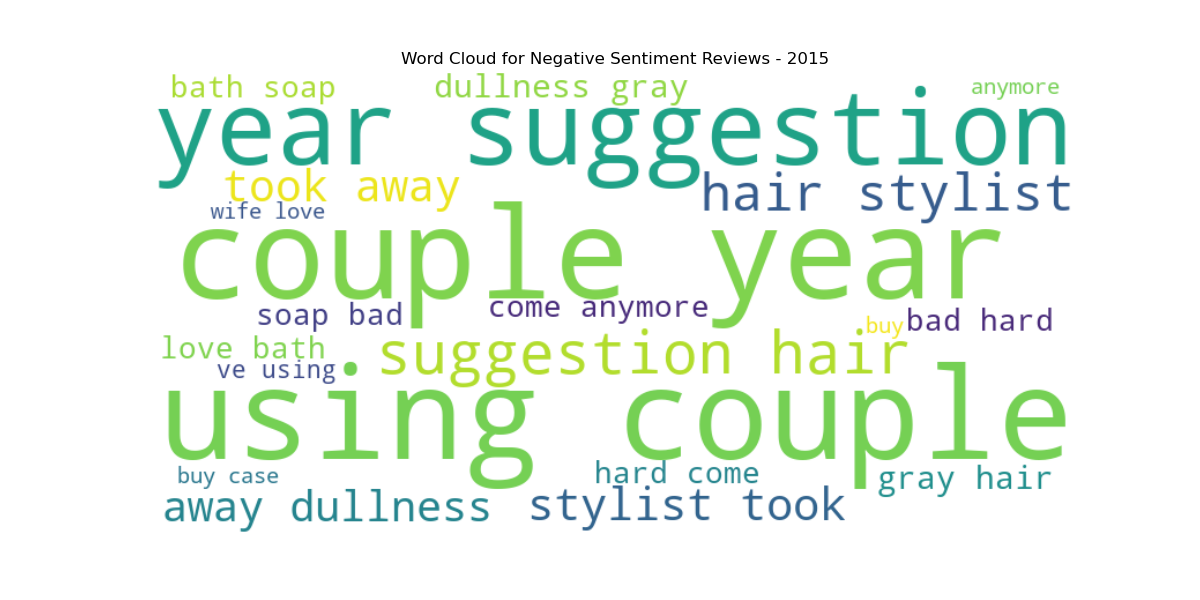 Word Cloud for Negative Sentiment Reviews - 2015
bath soap
dullness gray
anymore
year suggestion
took away
hair stylist
wife love
couple year
soap bad
come anymore
buy
bad hard
love bath
suggestion hair
ve using
using couple
buy case
hard come
gray hair
away dullness
stylist took